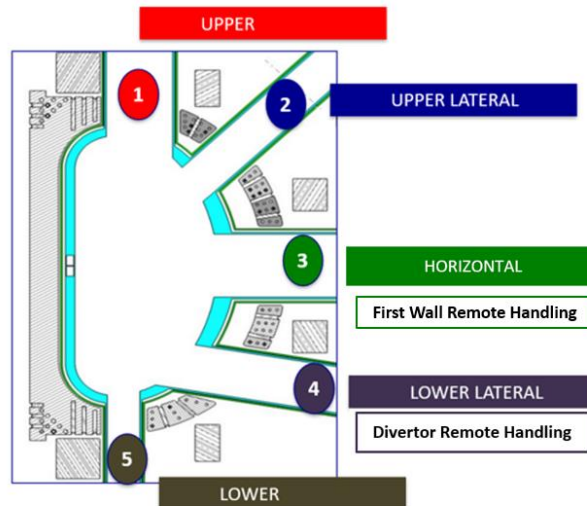 UPPER
1
2
UPPER LATERAL
3
HORIZONTAL
First Wall Remote Handling
4
LOWER LATERAL
Divertor Remote Handling
5
LOWER